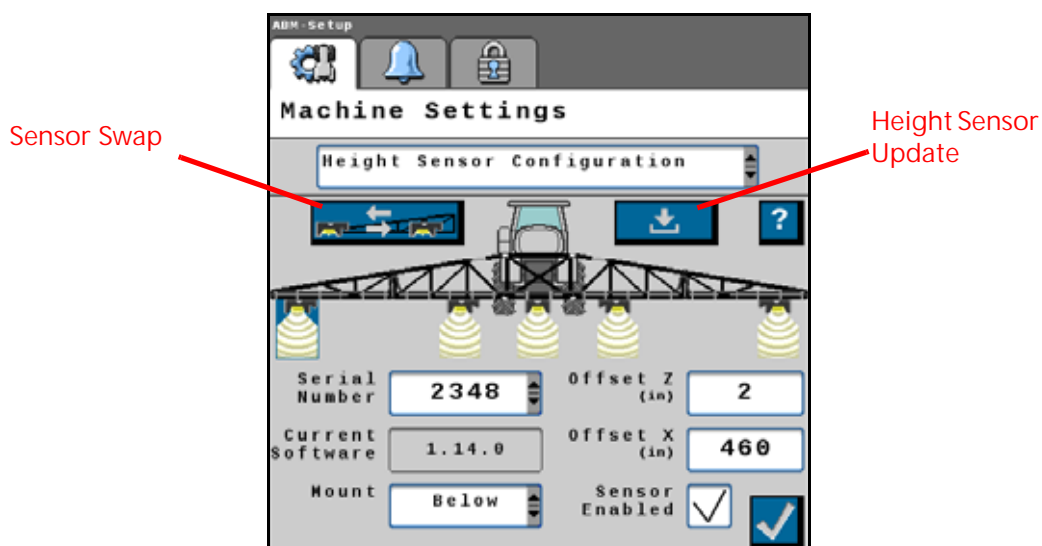 ABM-Setup
Machine Settings
Sensor Swap
Height Sensor
Update
Height Sensor Configuration
?
Serial
Number
2348
Offset Z
(in)
2
Current
Software
1.14.0
Offset X
(in)
460
Mount
Below
Sensor
Enabled